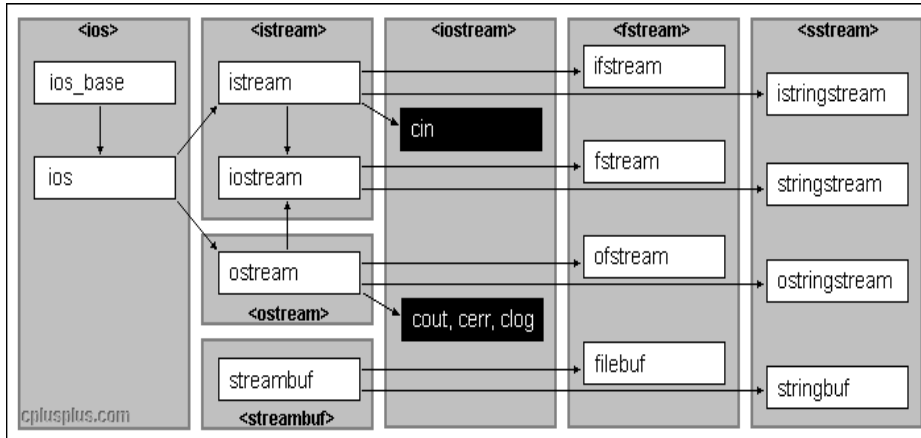 <ios>
ios_base
ios
cplusplus.com
<istream>
istream
iostream
ostream
<ostream>
streambuf
<streambuf>
<iostream>
cin
cout, cerr, clog
<fstream>
ifstream
fstream
ofstream
filebuf
<sstream>
istringstream
stringstream
ostringstream
stringbuf